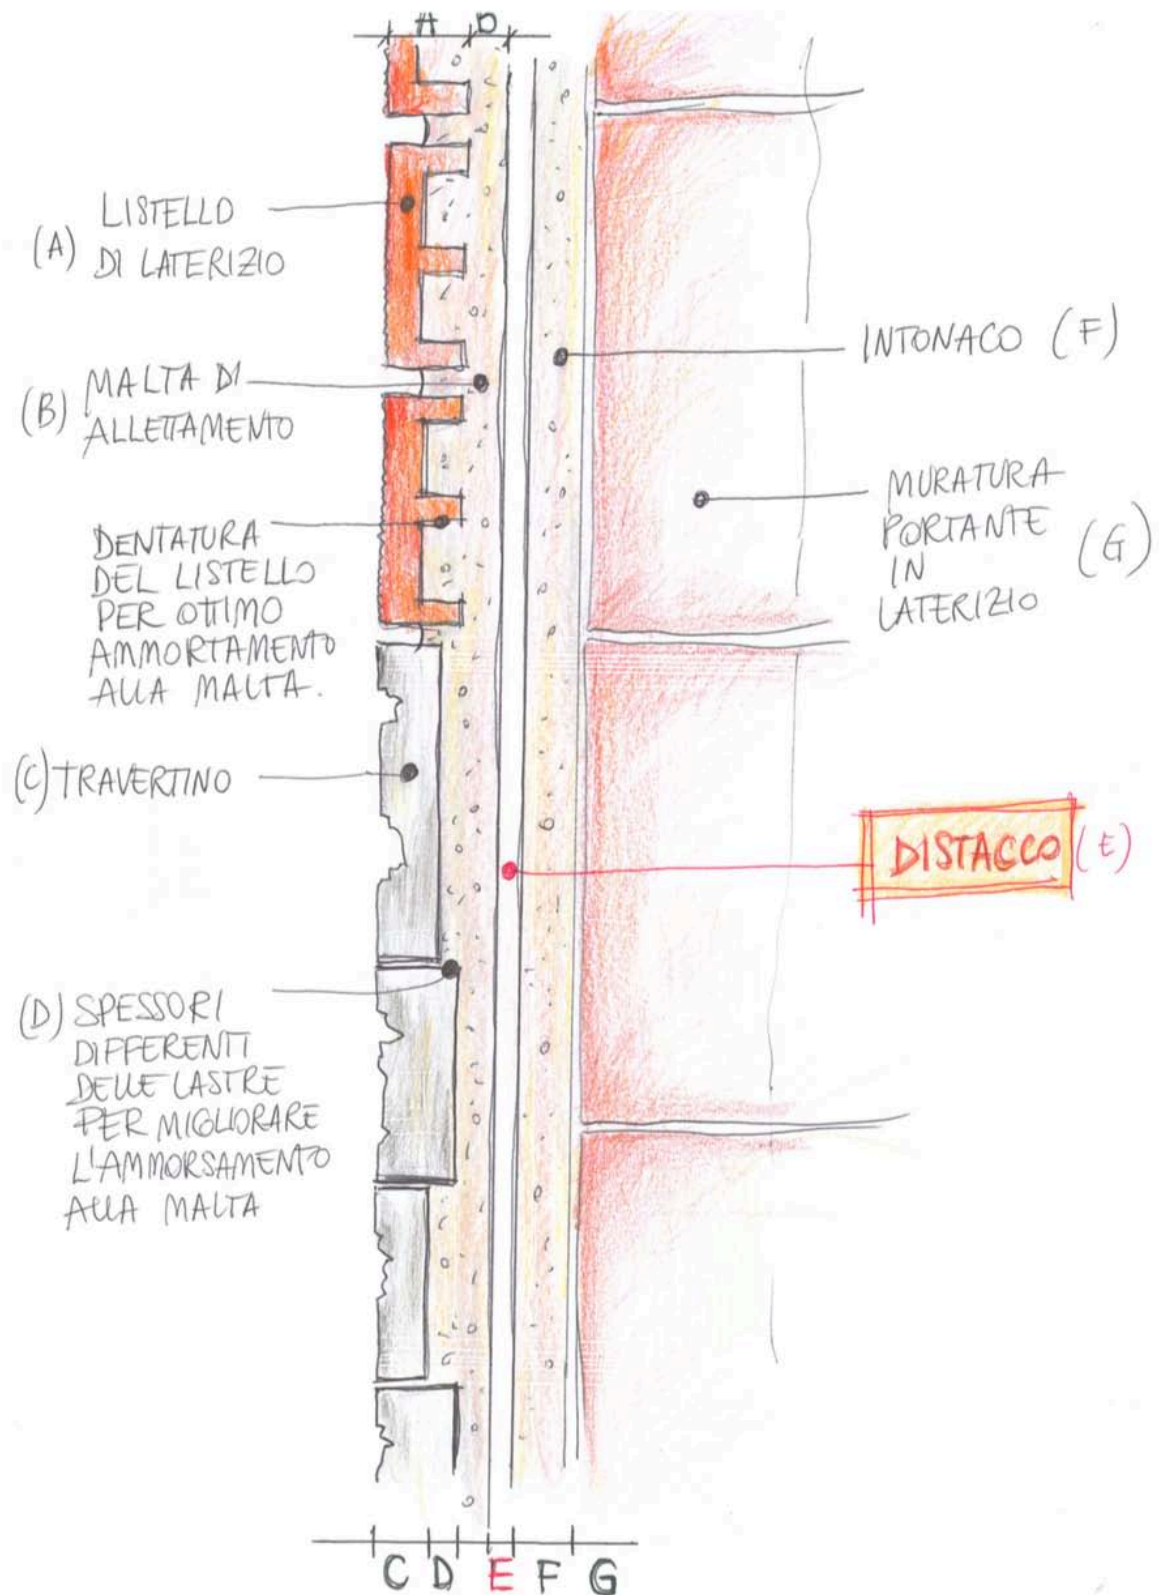 A B
(A) LISTELLO
DI LATERIZIO
(B) MALTA DI
ALLETTAMENTO
DENTATURA
DEL LISTELLO
PER OTTIMO
AMMORTAMENTO
ALLA MALTA.
(C) TRAVERTINO
(D) SPESSORI
DIFFERENTI
DELLE LASTRE
PER MIGLIORARE
L'AMMORSAMENTO
ALLA MALTA
INTONACO (F)
MURATURA
PORTANTE (G)
IN
LATERIZIO
DISTACCO (E)
C D E F G